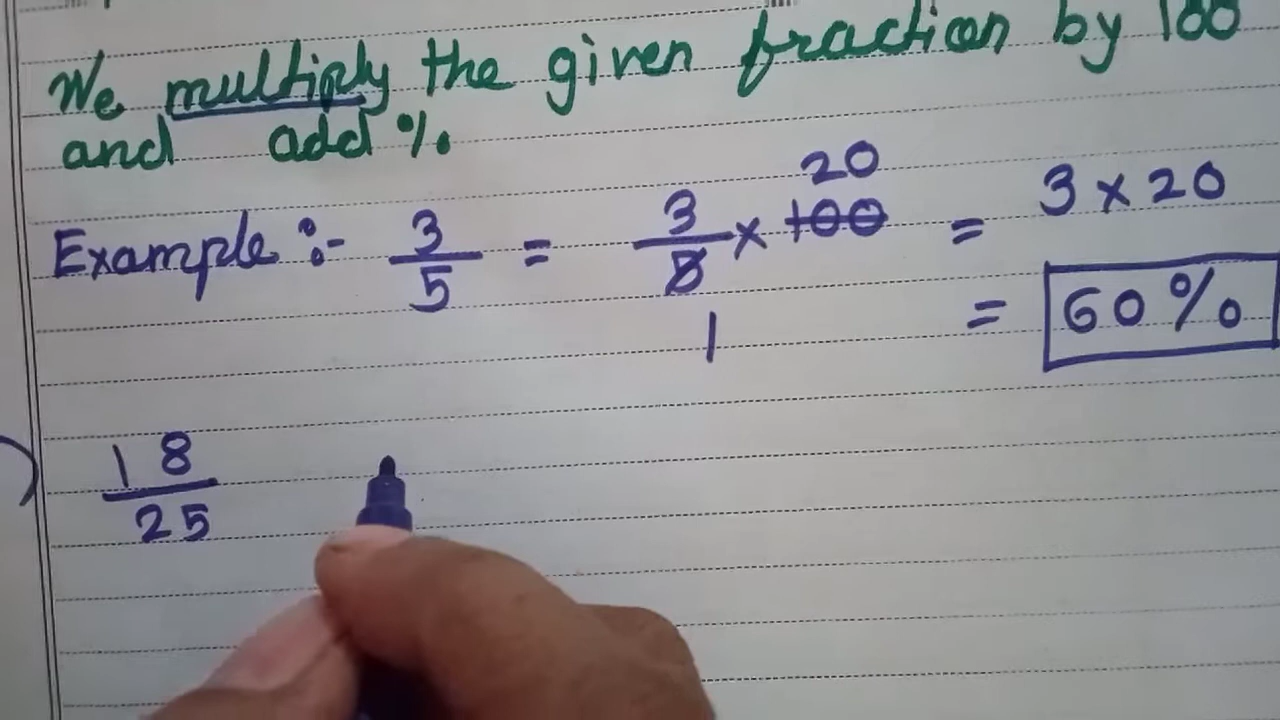 We multiply the given fraction by 100
and add %.
Example :- 3/5 = 3/5 x 100 = 3 x 20
20
1
= 60%
)
18/25